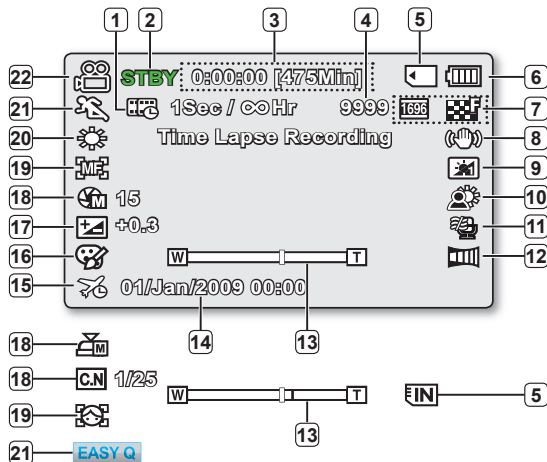 1 2 3 4 5
22 STBY 0:00:00 [475Min] 6
21 1Sec / ∞Hr 9999 1696 F 7
20 Time Lapse Recording 8
19 MF 9
18 M 15 10
17 +0.3 11
16 W T 12
15 01/Jan/2009 00:00
14 13
18 M
18 C.N 1/25 W T IN 5
19 13
21 EASY Q